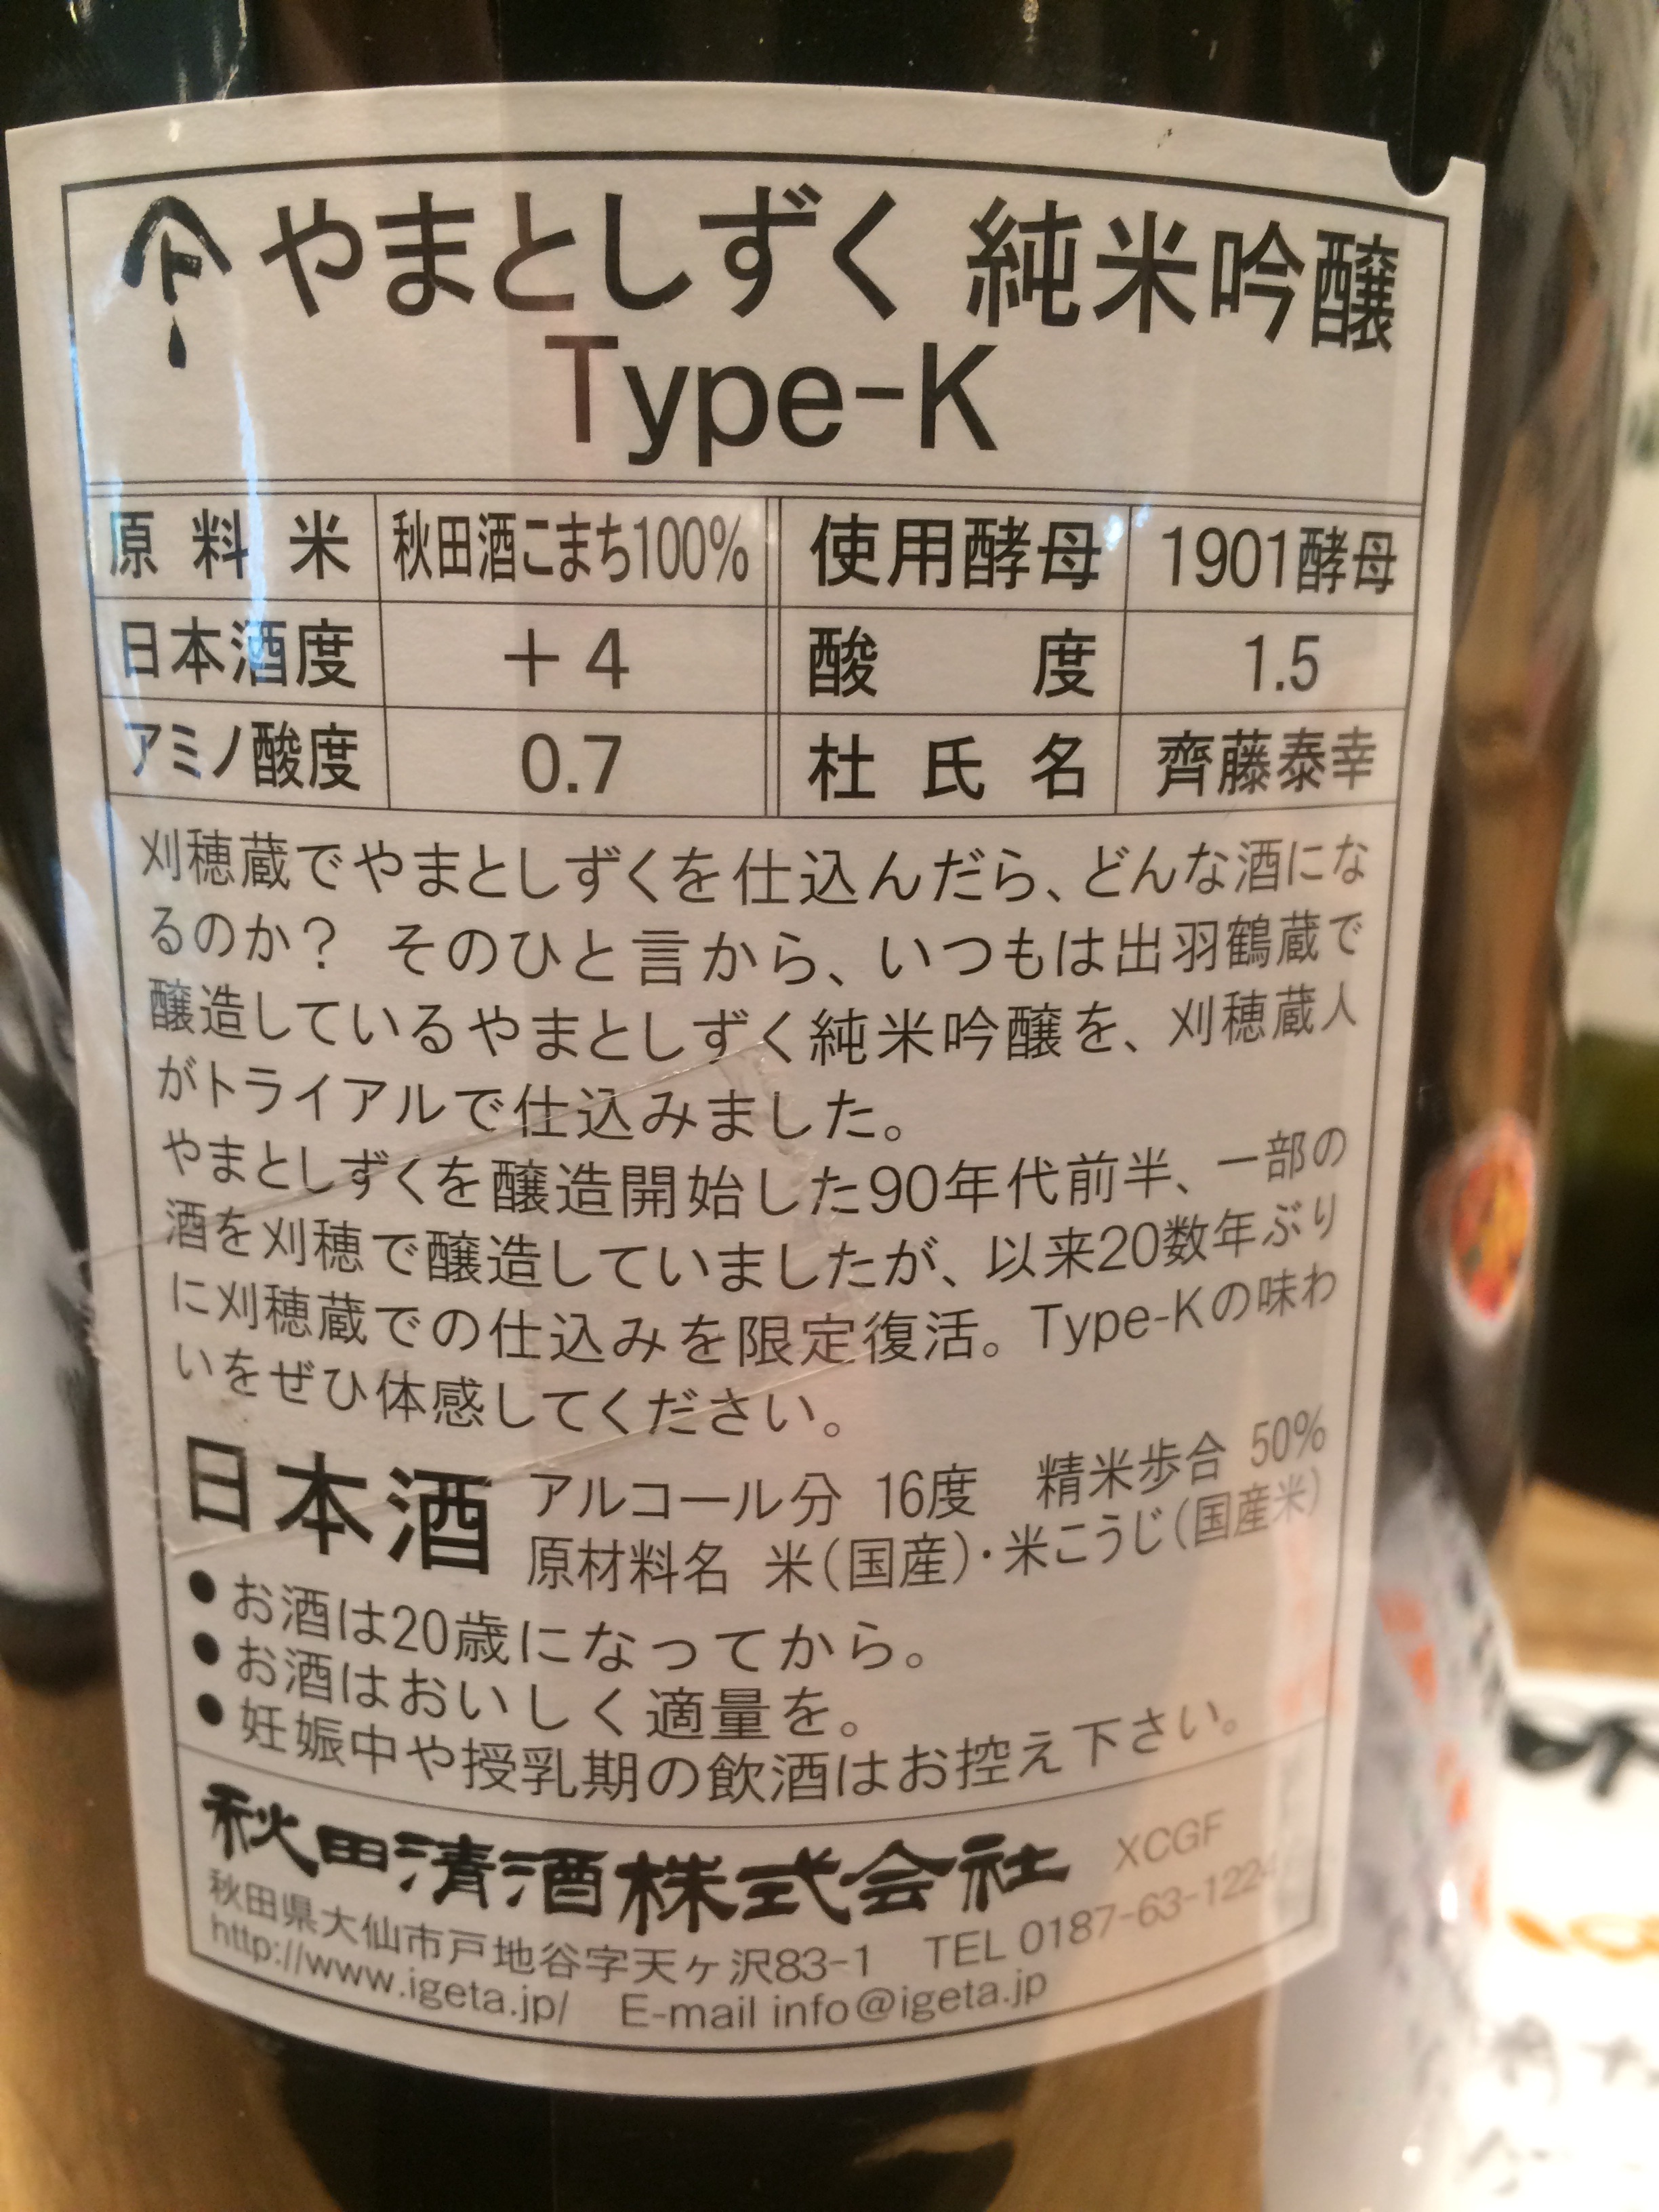 やまとしずく 純米吟醸
Type-K
原料米 秋田酒こまち100% 使用酵母 1901酵母
日本酒度 +4 酸度 1.5
アミノ酸度 0.7 杜氏名 齊藤泰幸
刈穂蔵でやまとしずくを仕込んだら、どんな酒にな
るのか? そのひと言から、いつもは出羽鶴蔵で
醸造しているやまとしずく純米吟醸を、刈穂蔵人
がトライアルで仕込みました。
やまとしずくを醸造開始した90年代前半、一部の
酒を刈穂で醸造していましたが、以来20数年ぶり
に刈穂蔵での仕込みを限定復活。Type-Kの味わ
いをぜひ体感してください。
日本酒 アルコール分 16度 精米歩合 50%
原材料名 米(国産)・米こうじ(国産米)
●お酒は20歳になってから。
●お酒はおいしく適量を。
●妊娠中や授乳期の飲酒はお控え下さい。
秋田清酒株式会社 XCGF
秋田県大仙市戸地谷字天ヶ沢83-1 TEL 0187-63-1224
http://www.igeta.jp/ E-mail info@igeta.jp